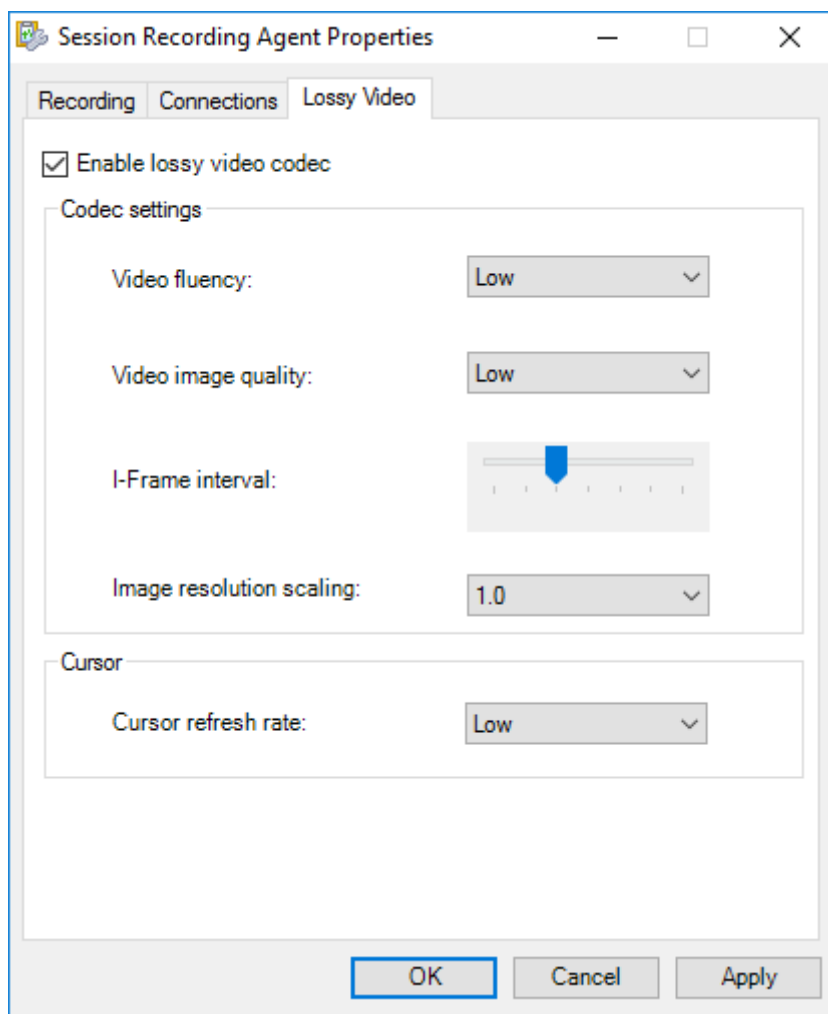 Session Recording Agent Properties
Recording Connections Lossy Video
Enable lossy video codec
Codec settings
Video fluency: Low
Video image quality: Low
I-Frame interval:
Image resolution scaling: 1.0
Cursor
Cursor refresh rate: Low
OK Cancel Apply